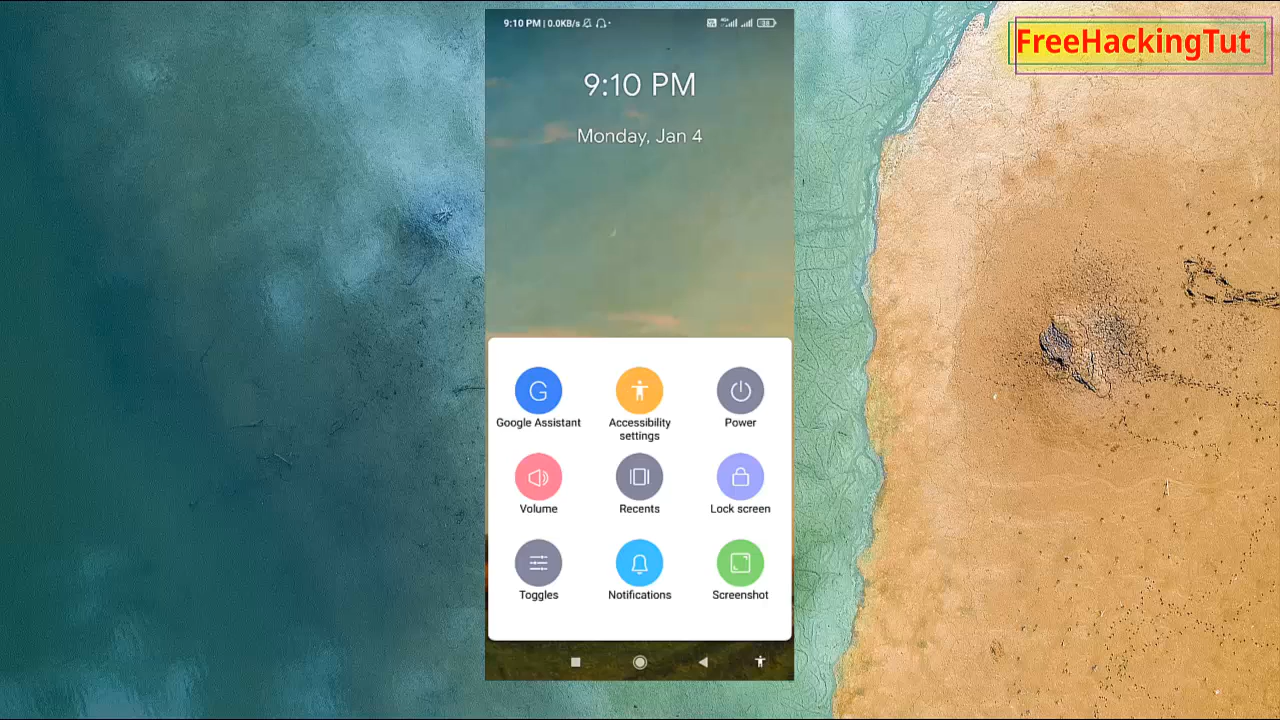 FreeHackingTut
9:10 PM | 0.0KB/s
9:10 PM
Monday, Jan 4
Google Assistant
Accessibility
settings
Power
Volume
Recents
Lock screen
Toggles
Notifications
Screenshot